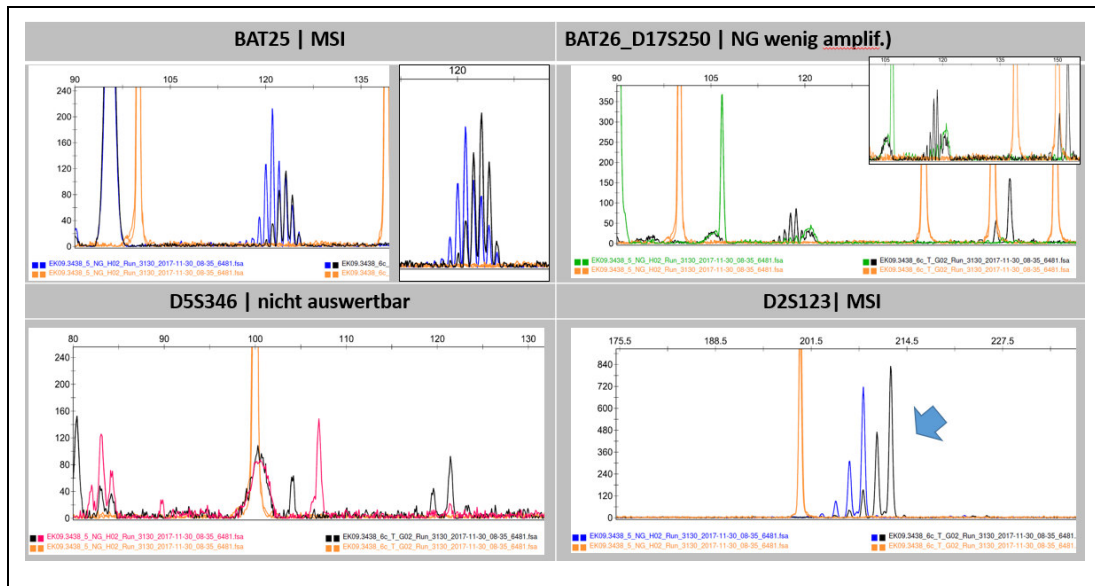 BAT25 | MSI
BAT26_D17S250 | NG wenig amplif.)
90 105 120 135
240
200
160
120
80
40
0
EK09.3438_5_NG_H02_Run_3130_2017-11-30_08-35_6481.fsa EK09.3438_6c_
EK09.3438_5_NG_H02_Run_3130_2017-11-30_08-35_6481.fsa EK09.3438_6c_
120
90 105 120
350
300
250
200
150
100
50
0
105 120 135 150
EK09.3438_5_NG_H02_Run_3130_2017-11-30_08-35_6481.fsa EK09.3438_6c_T_G02_Run_3130_2017-11-30_08-35_6481.fsa
EK09.3438_5_NG_H02_Run_3130_2017-11-30_08-35_6481.fsa EK09.3438_6c_T_G02_Run_3130_2017-11-30_08-35_6481.fsa
D5S346 | nicht auswertbar
D2S123| MSI
80 90 100 110 120 130
240
200
160
120
80
40
0
EK09.3438_5_NG_H02_Run_3130_2017-11-30_08-35_6481.fsa EK09.3438_6c_T_G02_Run_3130_2017-11-30_08-35_6481.fsa
EK09.3438_5_NG_H02_Run_3130_2017-11-30_08-35_6481.fsa EK09.3438_6c_T_G02_Run_3130_2017-11-30_08-35_6481.fsa
175.5 188.5 201.5 214.5 227.5
840
720
600
480
360
240
130
0
EK09.3438_5_NG_H02_Run_3130_2017-11-30_08-35_6481.fsa EK09.3438_6c_T_G02_Run_3130_2017-11-30_08-35_6481.
EK09.3438_5_NG_H02_Run_3130_2017-11-30_08-35_6481.fsa EK09.3438_6c_T_G02_Run_3130_2017-11-30_08-35_6481.